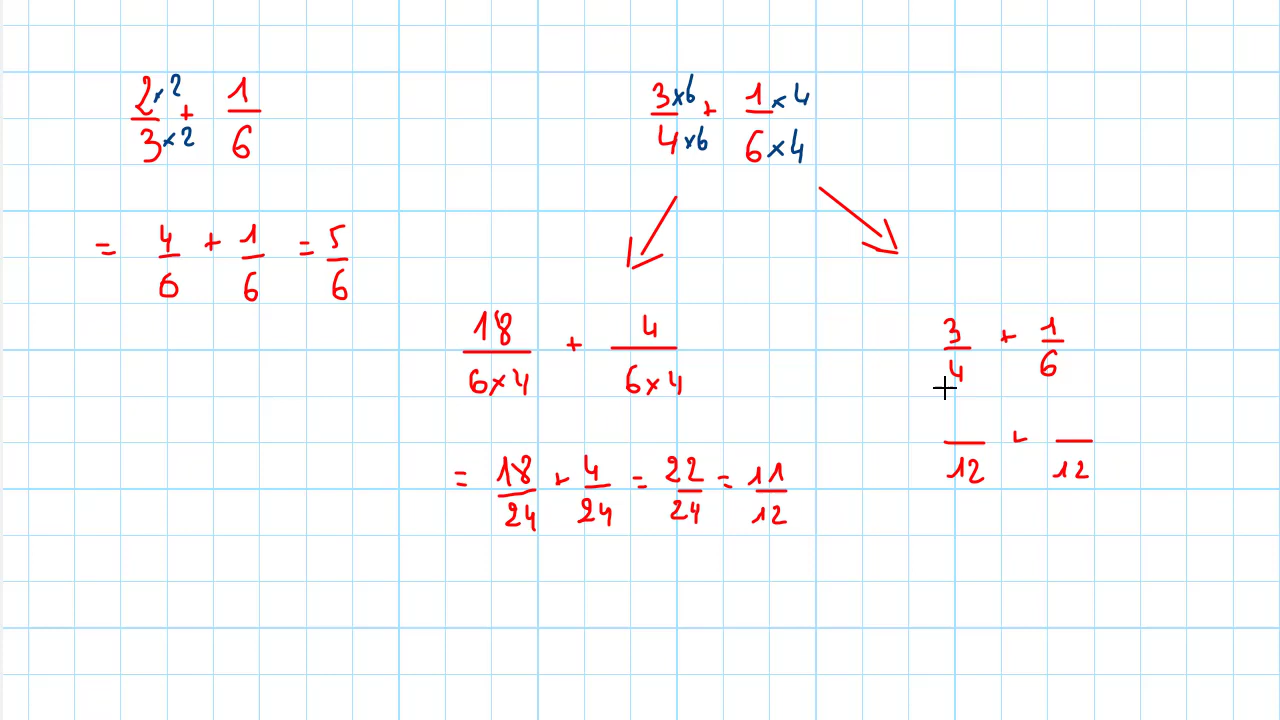 2×2/3×2 + 1/6
= 4/6 + 1/6 = 5/6
3×6/4×6 + 1×4/6×4
18/6×4 + 4/6×4
= 18/24 + 4/24 = 22/24 = 11/12
3/4 + 1/6
/12 + /12